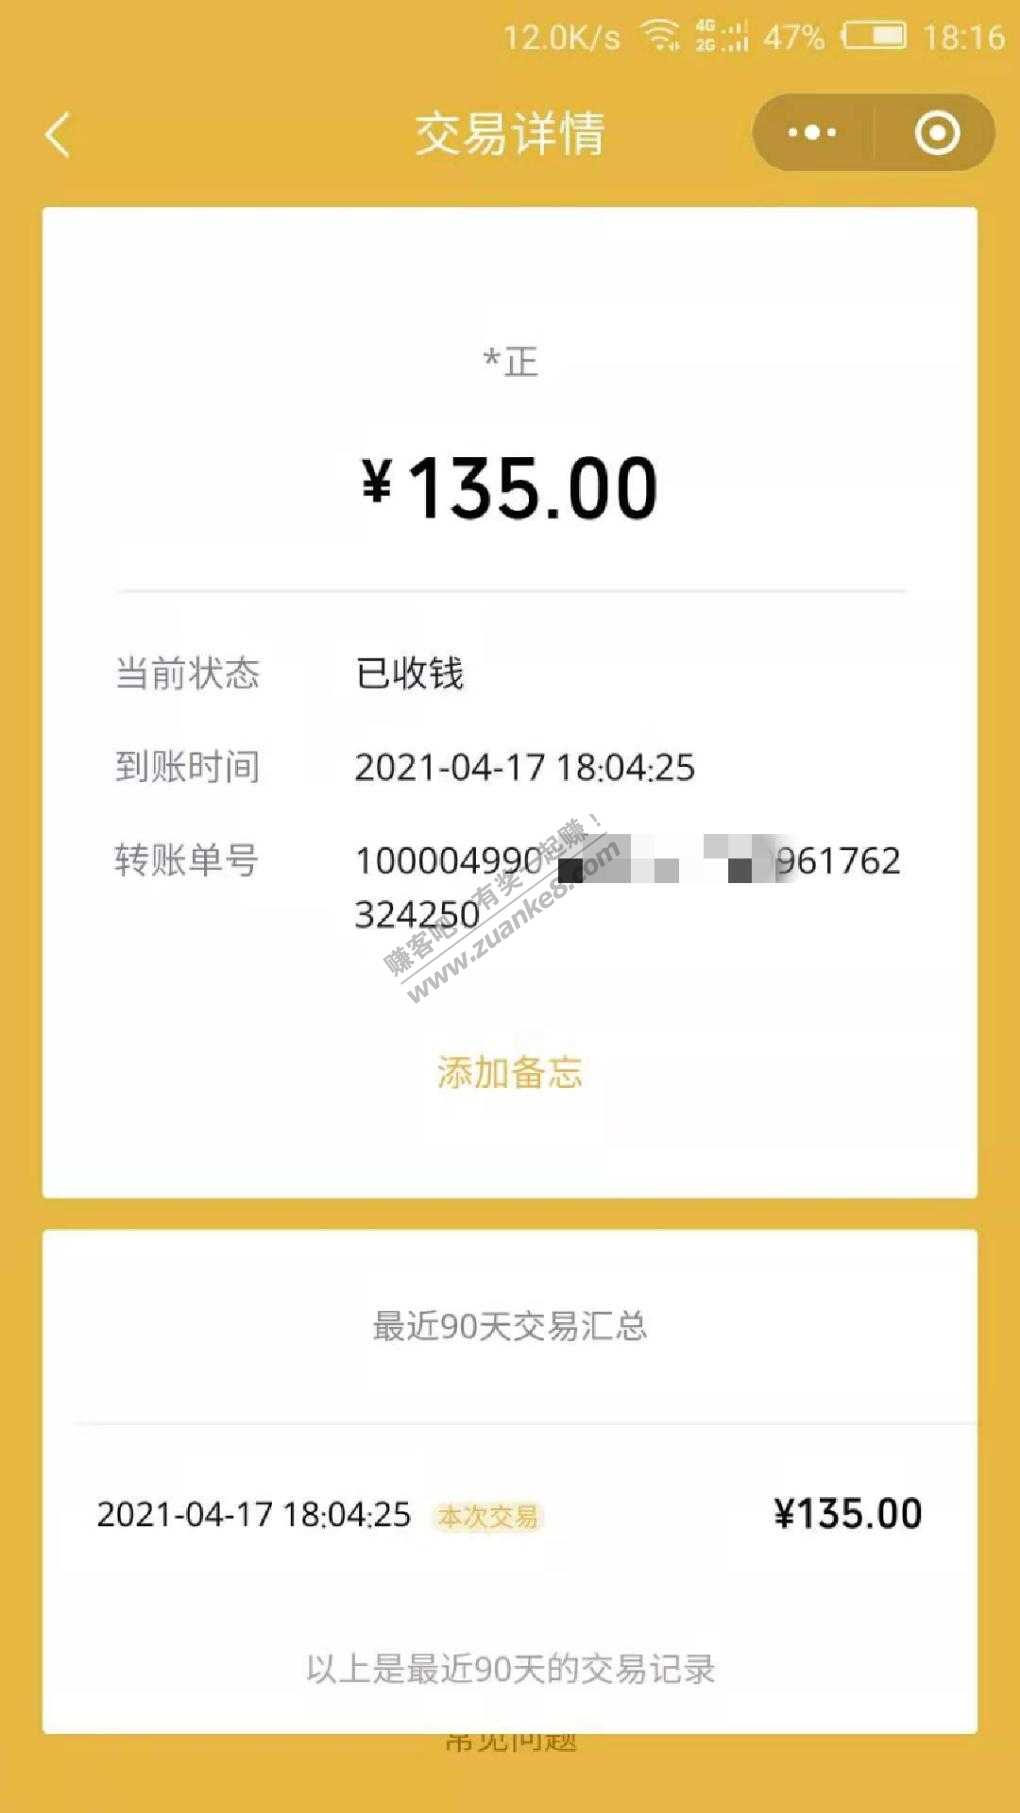 12.0K/s 4G 2G 47% 18:16
交易详情
*正
¥135.00
当前状态 已收钱
到账时间 2021-04-17 18:04:25
转账单号 100004990 961762
324250
赚客吧，有奖一起赚！
www.zuanke8.com
添加备忘
最近90天交易汇总
2021-04-17 18:04:25 本次交易 ¥135.00
以上是最近90天的交易记录
常见问题